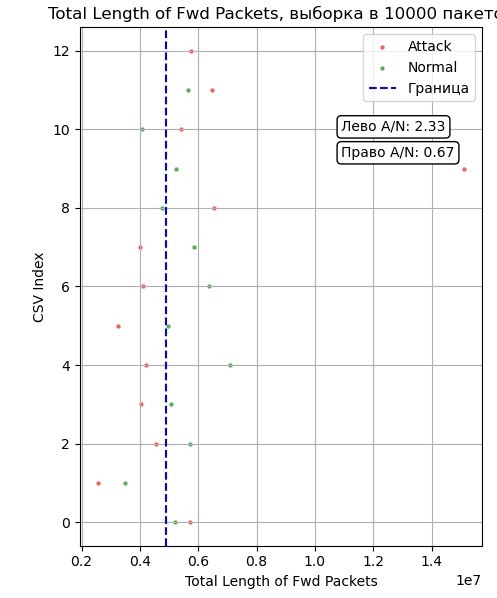 Total Length of Fwd Packets, выборка в 10000 пакето
Attack
Normal
Граница
Лево A/N: 2.33
Право A/N: 0.67
CSV Index
12
10
8
6
4
2
0
0.2 0.4 0.6 0.8 1.0 1.2 1.4
1e7
Total Length of Fwd Packets